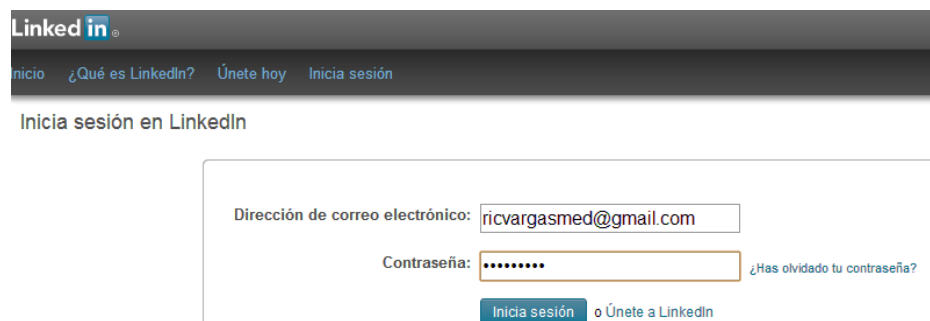 Linked in ®
Inicio ¿Qué es LinkedIn? Únete hoy Inicia sesión
Inicia sesión en LinkedIn
Dirección de correo electrónico: ricvargasmed@gmail.com
Contraseña: ••••••••• ¿Has olvidado tu contraseña?
Inicia sesión o Únete a LinkedIn